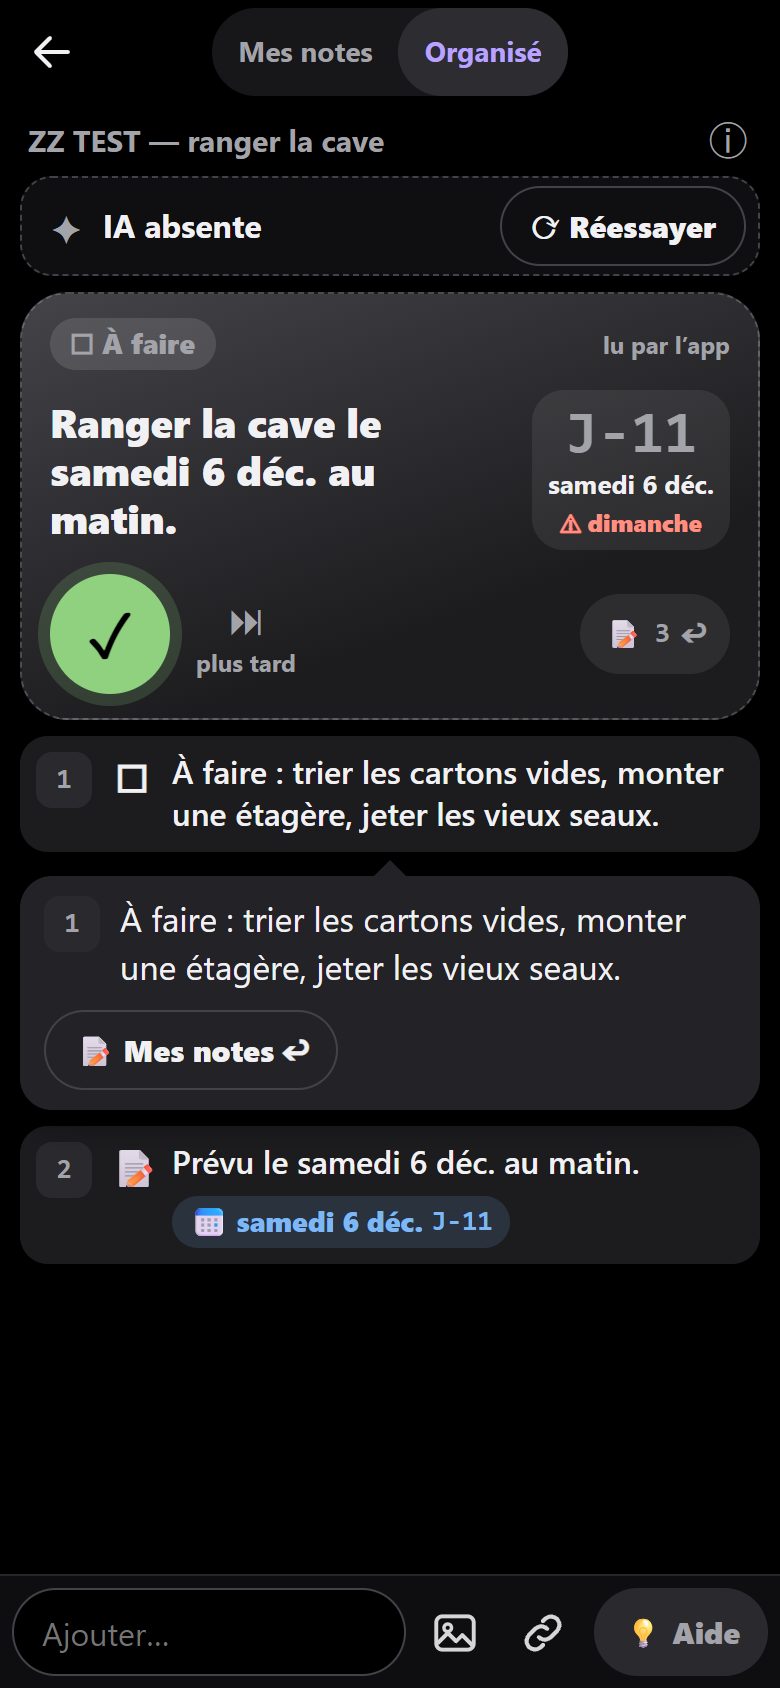 Mes notes Organisé
ZZ TEST — ranger la cave
IA absente Réessayer
À faire lu par l’app
Ranger la cave le
samedi 6 déc. au
matin.
J-11
samedi 6 déc.
⚠ dimanche
plus tard
3
1 À faire : trier les cartons vides, monter
une étagère, jeter les vieux seaux.
1 À faire : trier les cartons vides, monter
une étagère, jeter les vieux seaux.
Mes notes
2 Prévu le samedi 6 déc. au matin.
samedi 6 déc. J-11
Ajouter... Aide